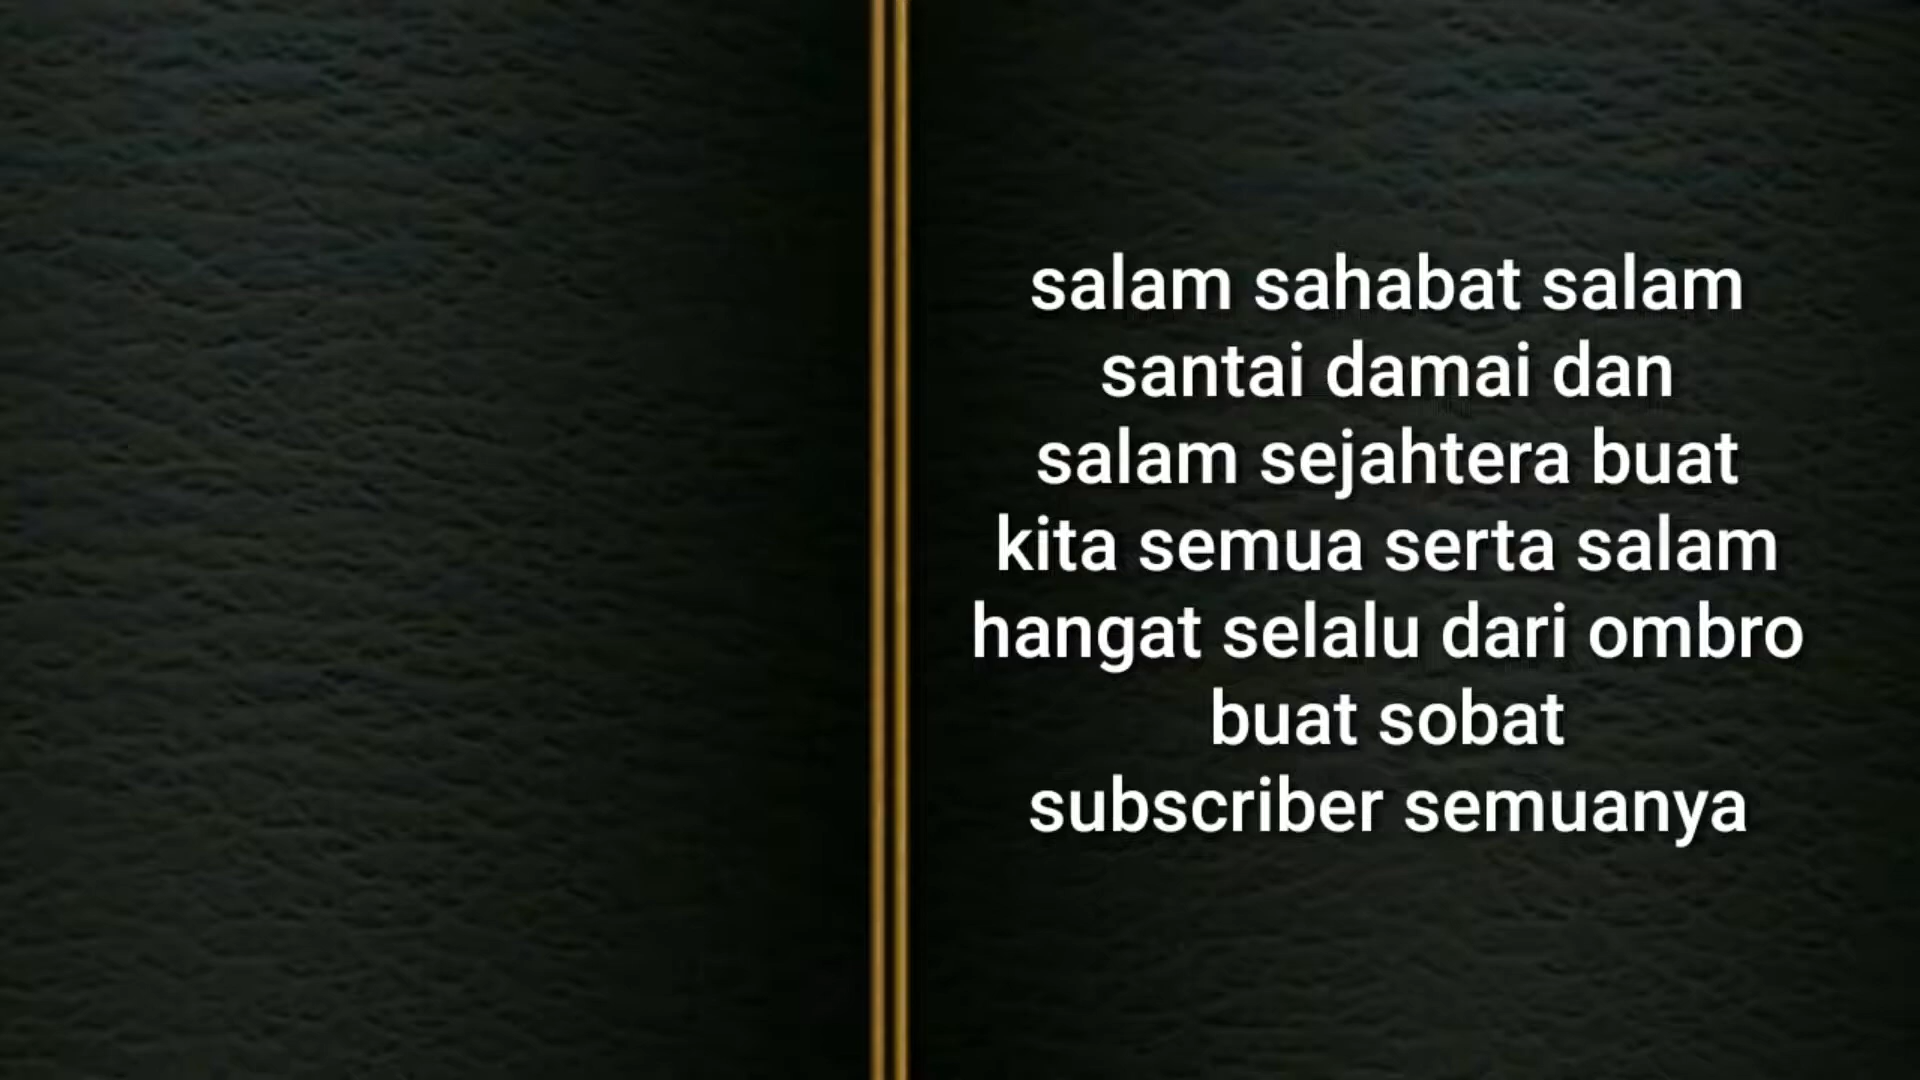 salam sahabat salam
santai damai dan
salam sejahtera buat
kita semua serta salam
hangat selalu dari ombro
buat sobat
subscriber semuanya